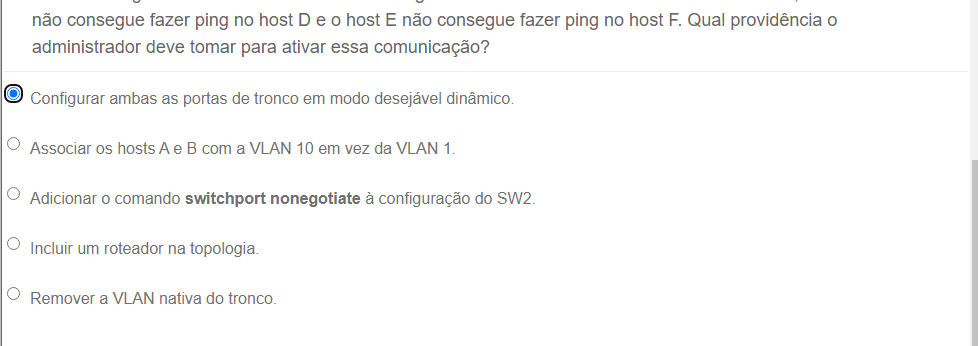 não consegue fazer ping no host D e o host E não consegue fazer ping no host F. Qual providência o
administrador deve tomar para ativar essa comunicação?
Configurar ambas as portas de tronco em modo desejável dinâmico.
Associar os hosts A e B com a VLAN 10 em vez da VLAN 1.
Adicionar o comando switchport nonegotiate à configuração do SW2.
Incluir um roteador na topologia.
Remover a VLAN nativa do tronco.